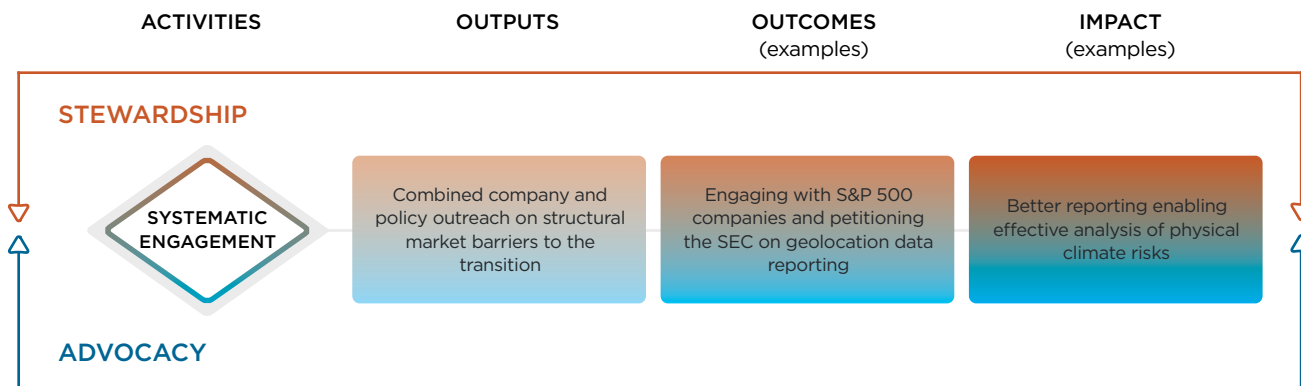 ACTIVITIES
OUTPUTS
OUTCOMES
(examples)
IMPACT
(examples)
STEWARDSHIP
SYSTEMATIC
ENGAGEMENT
Combined company and
policy outreach on structural
market barriers to the
transition
Engaging with S&P 500
companies and petitioning
the SEC on geolocation data
reporting
Better reporting enabling
effective analysis of physical
climate risks
ADVOCACY